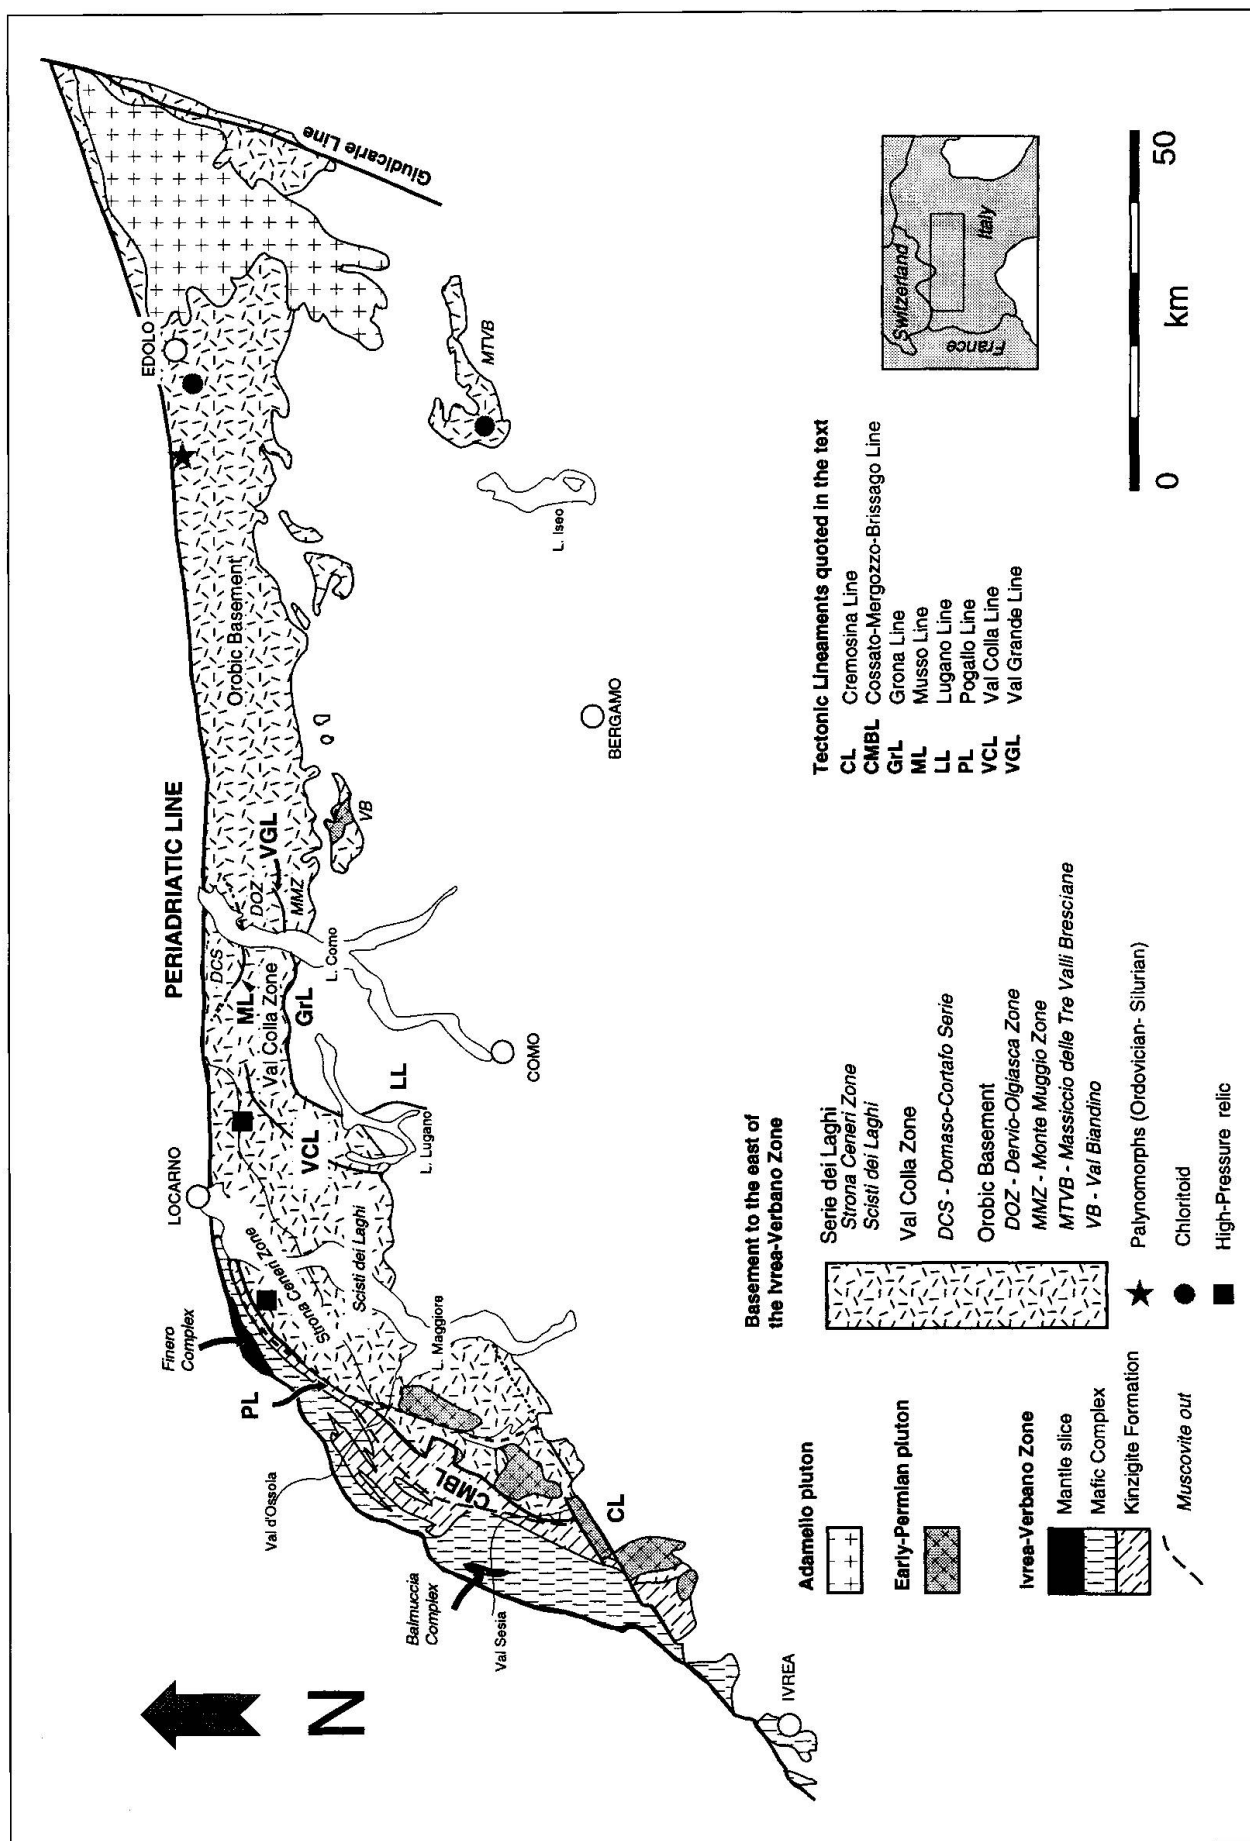 N
PERIADRATIC LINE
LOCARNO
EDOLO
Giudicarie Line
Finero
Complex
PL
Val d'Ossola
Balmuccia
Complex
Val Sesia
CMBL
CL
IVREA
Strona Ceneri Zone
Scisti dei Laghi
L. Maggiore
VCL
L. Lugano
LL
ML
Val Colla Zone
GrL
DCS
DOZ
VGL
MMZ
L. Como
COMO
VB
Orobic Basement
BERGAMO
L. Iseo
MTVB
Adamello pluton
Early-Permian pluton
Ivrea-Verbano Zone
Mantle slice
Mafic Complex
Kinzigite Formation
Muscovite out
Basement to the east of
the Ivrea-Verbano Zone
Serie dei Laghi
Strona Ceneri Zone
Scisti dei Laghi
Val Colla Zone
DCS - Domaso-Cortafo Serie
Orobic Basement
DOZ - Dervio-Olgiasca Zone
MMZ - Monte Muggio Zone
MTVB - Massiccio delle Tre Valli Bresciane
VB - Val Biandino
Palynomorphs (Ordovician- Silurian)
Chloritoid
High-Pressure relic
Tectonic Lineaments quoted in the text
CL Cremosina Line
CMBL Cossato-Mergozzo-Brissago Line
GrL Grona Line
ML Musso Line
LL Lugano Line
PL Pogallo Line
VCL Val Colla Line
VGL Val Grande Line
Switzerland
France
Italy
0 km 50